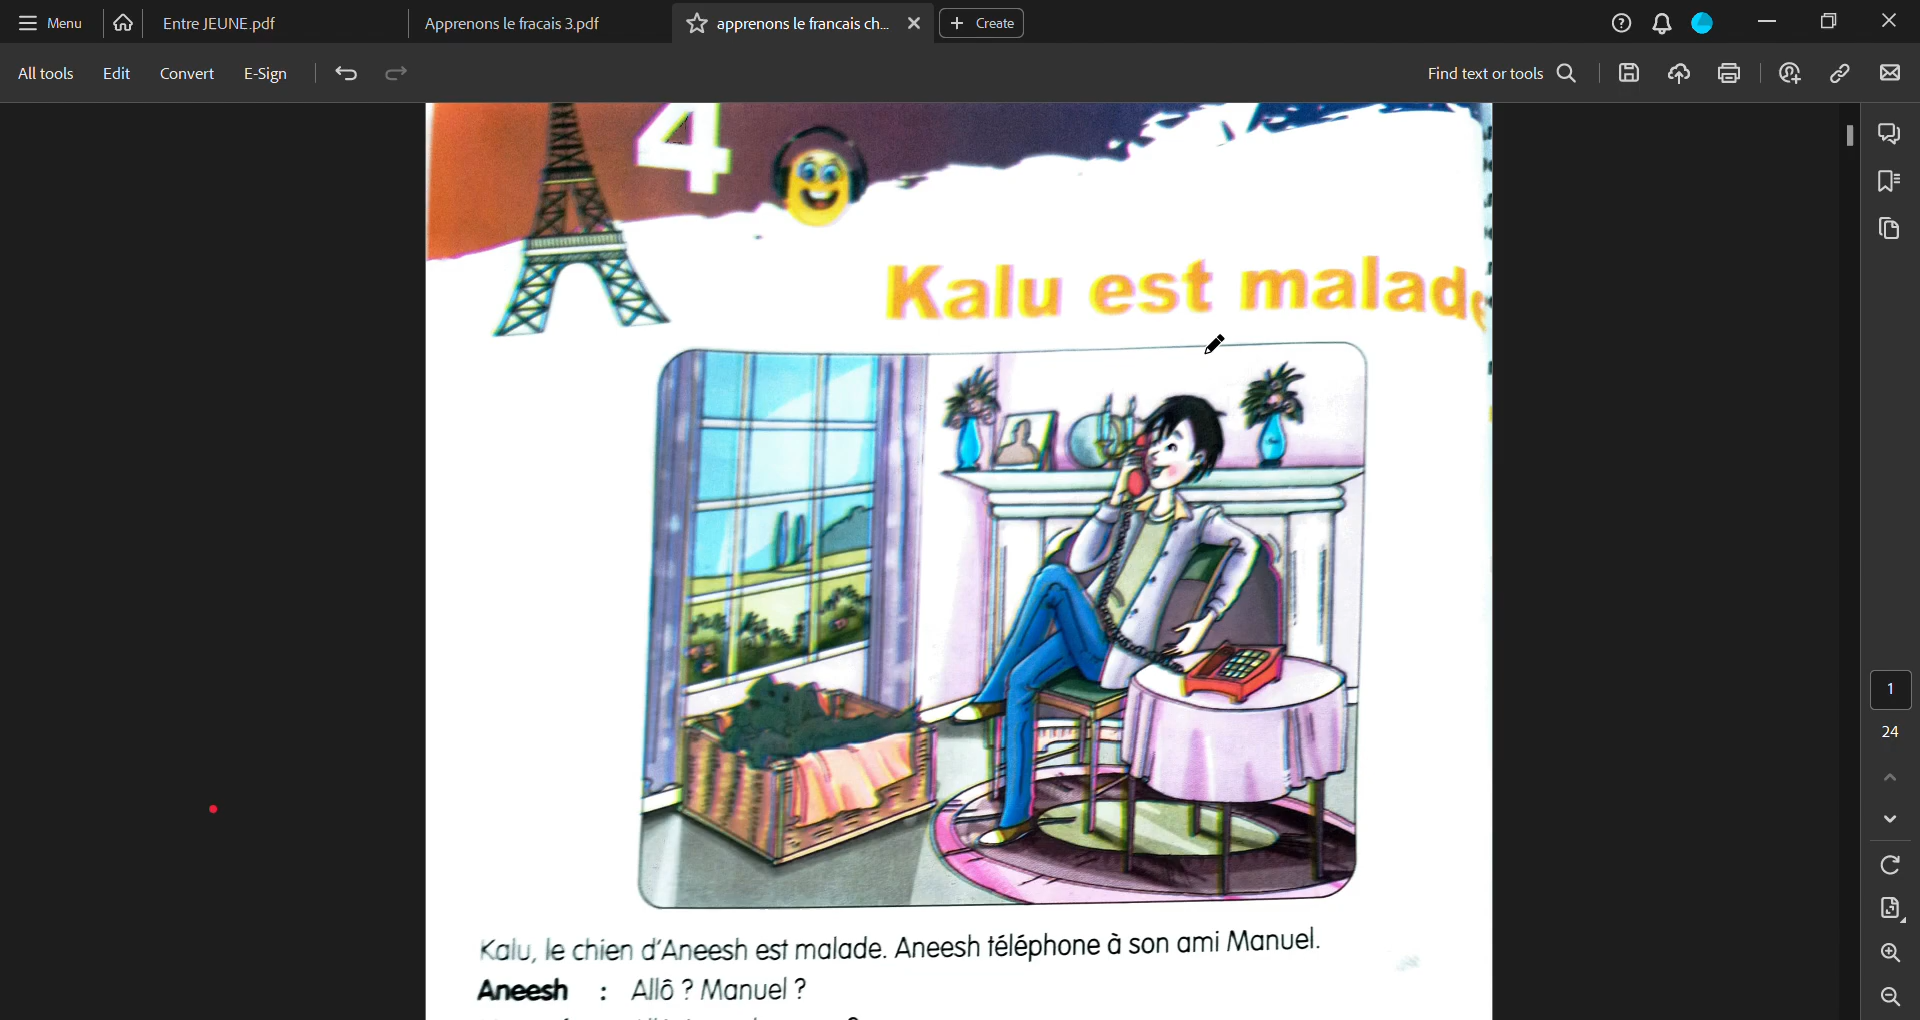 Menu
Entre JEUNE.pdf
Apprenons le fracais 3.pdf
apprenons le francais ch...
Create
All tools
Edit
Convert
E-Sign
Find text or tools
4
Kalu est malade
Kalu, le chien d'Aneesh est malade. Aneesh téléphone à son ami Manuel.
Aneesh : Allô ? Manuel ?
1
24